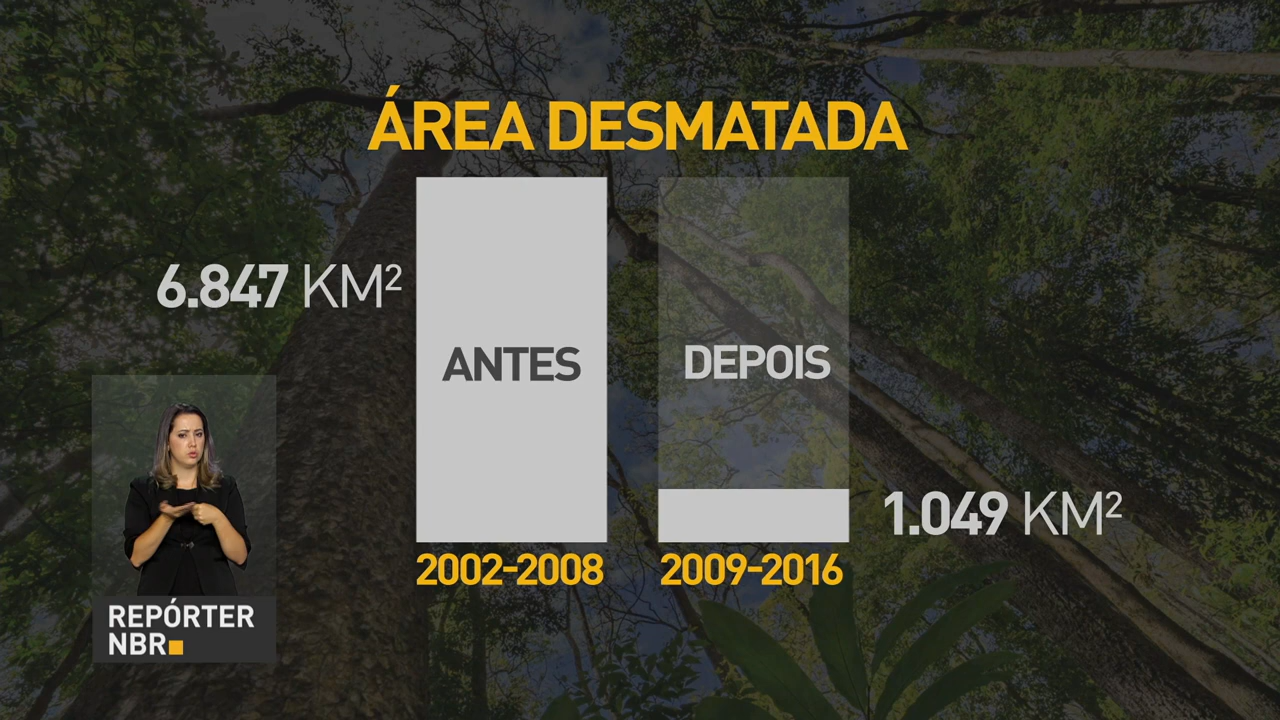 ÁREA DESMATADA
6.847 KM²
ANTES
DEPOIS
1.049 KM²
2002-2008
2009-2016
REPÓRTER
NBR